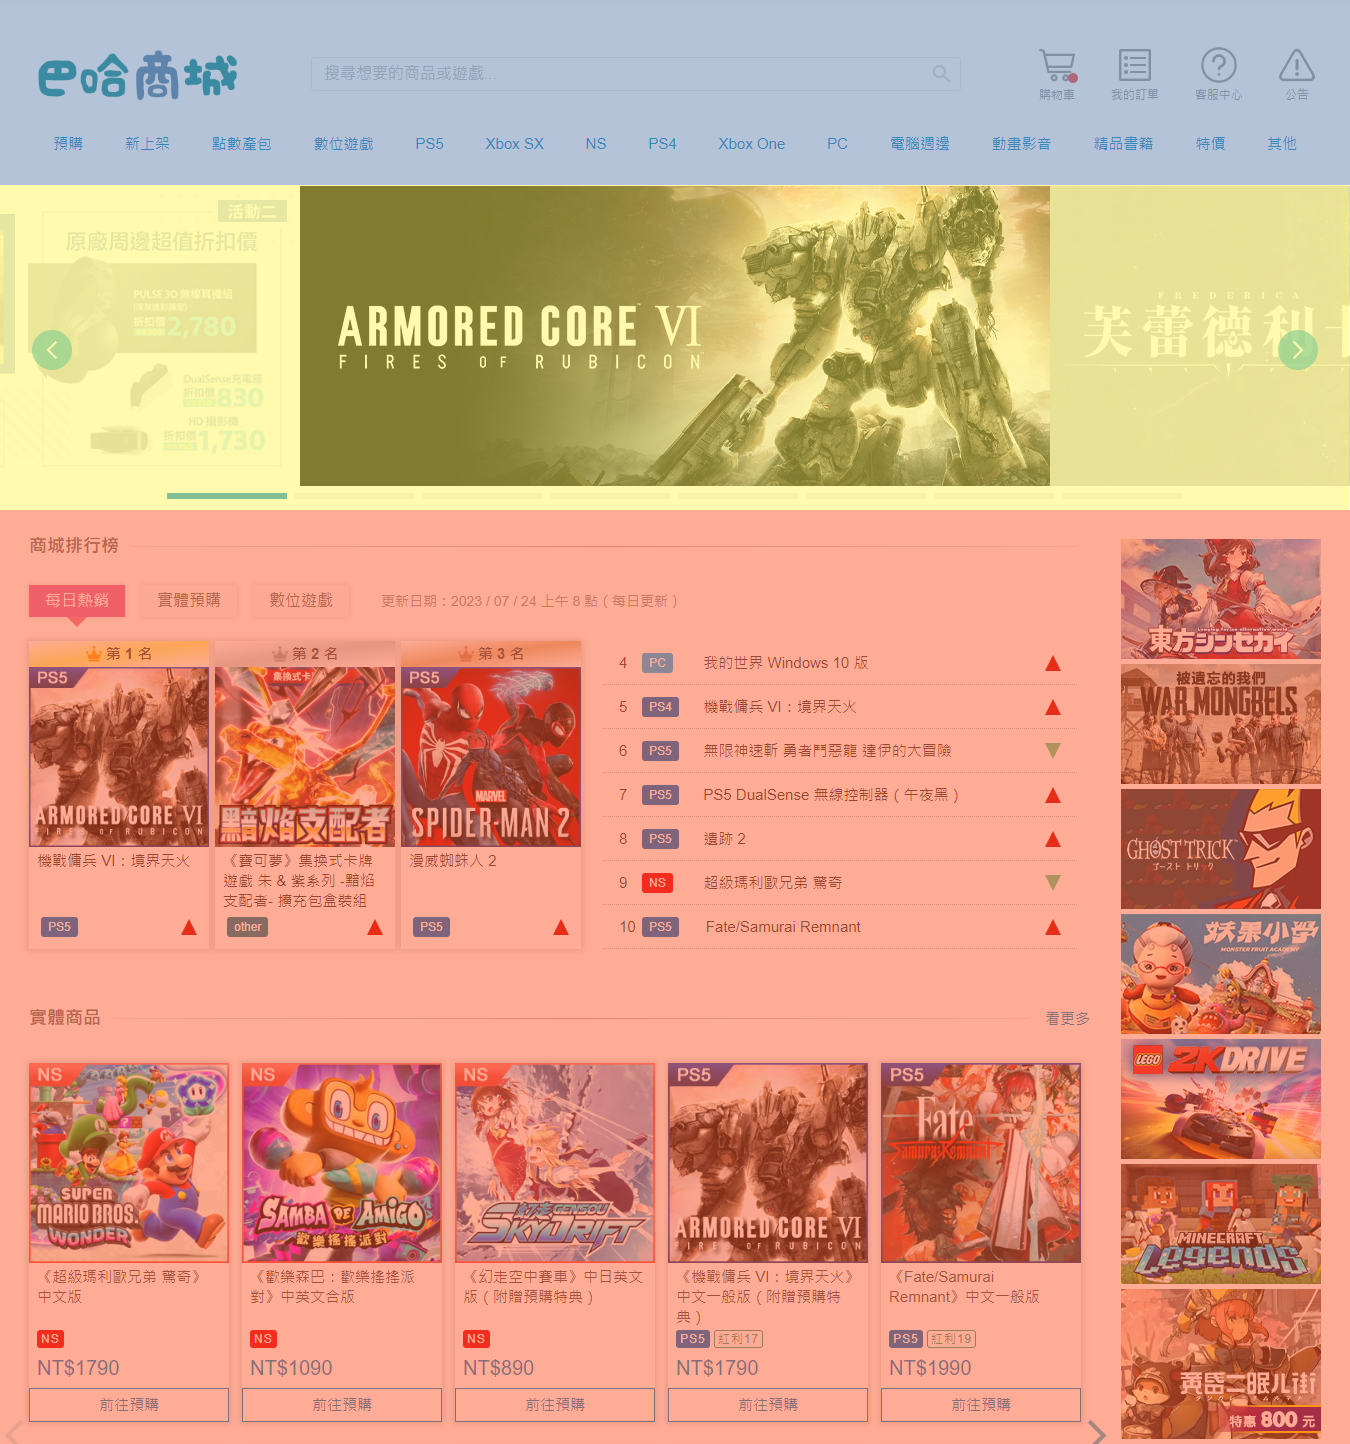 巴哈商城
搜尋想要的商品或遊戲...
購物車
我的訂單
客服中心
公告
預購 新上架 點數產包 數位遊戲 PS5 Xbox SX NS PS4 Xbox One PC 電腦週邊 動畫影音 精品書籍 特價 其他
活動二
原廠周邊超值折扣價
PULSE 3D 無線耳機組
折扣價 2,780
DualSense充電座
折扣價 830
HD 攝影機
折扣價 1,730
ARMORED CORE VI
FIRES OF RUBICON
FREDERICA
芙蕾德利卡
商城排行榜
每日熱銷 實體預購 數位遊戲 更新日期：2023 / 07 / 24 上午 8 點 ( 每日更新 )
第 1 名
PS5
ARMORED CORE VI
FIRES OF RUBICON
機戰傭兵 VI：境界天火
PS5
第 2 名
集換式卡
黯焰支配者
《寶可夢》集換式卡牌
遊戲 朱 & 紫系列 -黯焰
支配者- 擴充包盒裝組
other
第 3 名
PS5
MARVEL
SPIDER-MAN 2
漫威蜘蛛人 2
PS5
4 PC 我的世界 Windows 10 版
5 PS4 機戰傭兵 VI：境界天火
6 PS5 無限神速斬 勇者鬥惡龍 達伊的大冒險
7 PS5 PS5 DualSense 無線控制器 ( 午夜黑 )
8 PS5 遺跡 2
9 NS 超級瑪利歐兄弟 驚奇
10 PS5 Fate/Samurai Remnant
實體商品
看更多
NS
SUPER
MARIO BROS.
WONDER
《超級瑪利歐兄弟 驚奇》
中文版
NS
NT$1790
前往預購
NS
SAMBA DE AMIGO
歡樂搖搖派對
《歡樂森巴：歡樂搖搖派
對》中英文合版
NS
NT$1090
前往預購
NS
幻走 GENSOU
SKYDRIFT
《幻走空中賽車》中日英文
版 ( 附贈預購特典 )
NS
NT$890
前往預購
PS5
ARMORED CORE VI
FIRES OF RUBICON
《機戰傭兵 VI：境界天火》
中文一般版 ( 附贈預購特
典 )
PS5 紅利17
NT$1790
前往預購
PS5
Fate
Samurai Remnant
《Fate/Samurai
Remnant》中文一般版
PS5 紅利19
NT$1990
前往預購
東方シンセカイ
被遺忘的我們
WAR MONGRELS
GHOST TRICK
ゴースト トリック
妖果小學
MONSTER FRUIT ACADEMY
LEGO 2K DRIVE
MINECRAFT
Legends
黃昏ニ眠ル街
特惠 800 元